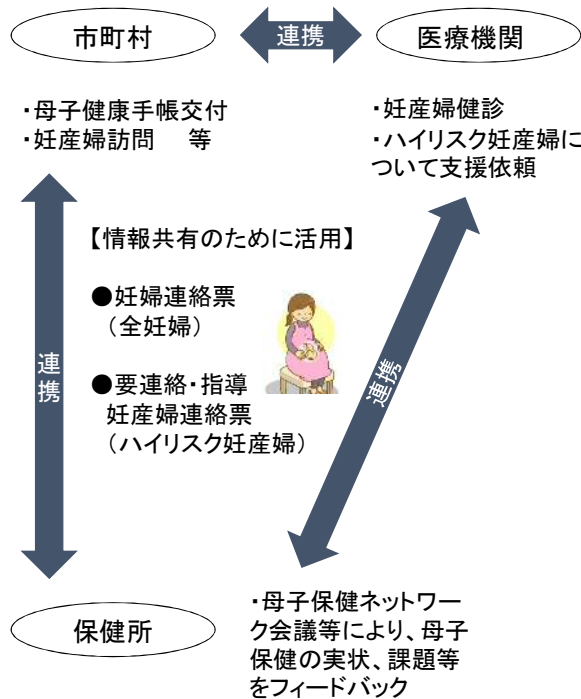 市町村
連携
医療機関
・母子健康手帳交付
・妊産婦訪問　等
・妊産婦健診
・ハイリスク妊産婦に
ついて支援依頼
【情報共有のために活用】
●妊婦連絡票
（全妊婦）
●要連絡・指導
妊産婦連絡票
（ハイリスク妊産婦）
連携
連携
保健所
・母子保健ネットワー
ク会議等により、母子
保健の実状、課題等
をフィードバック